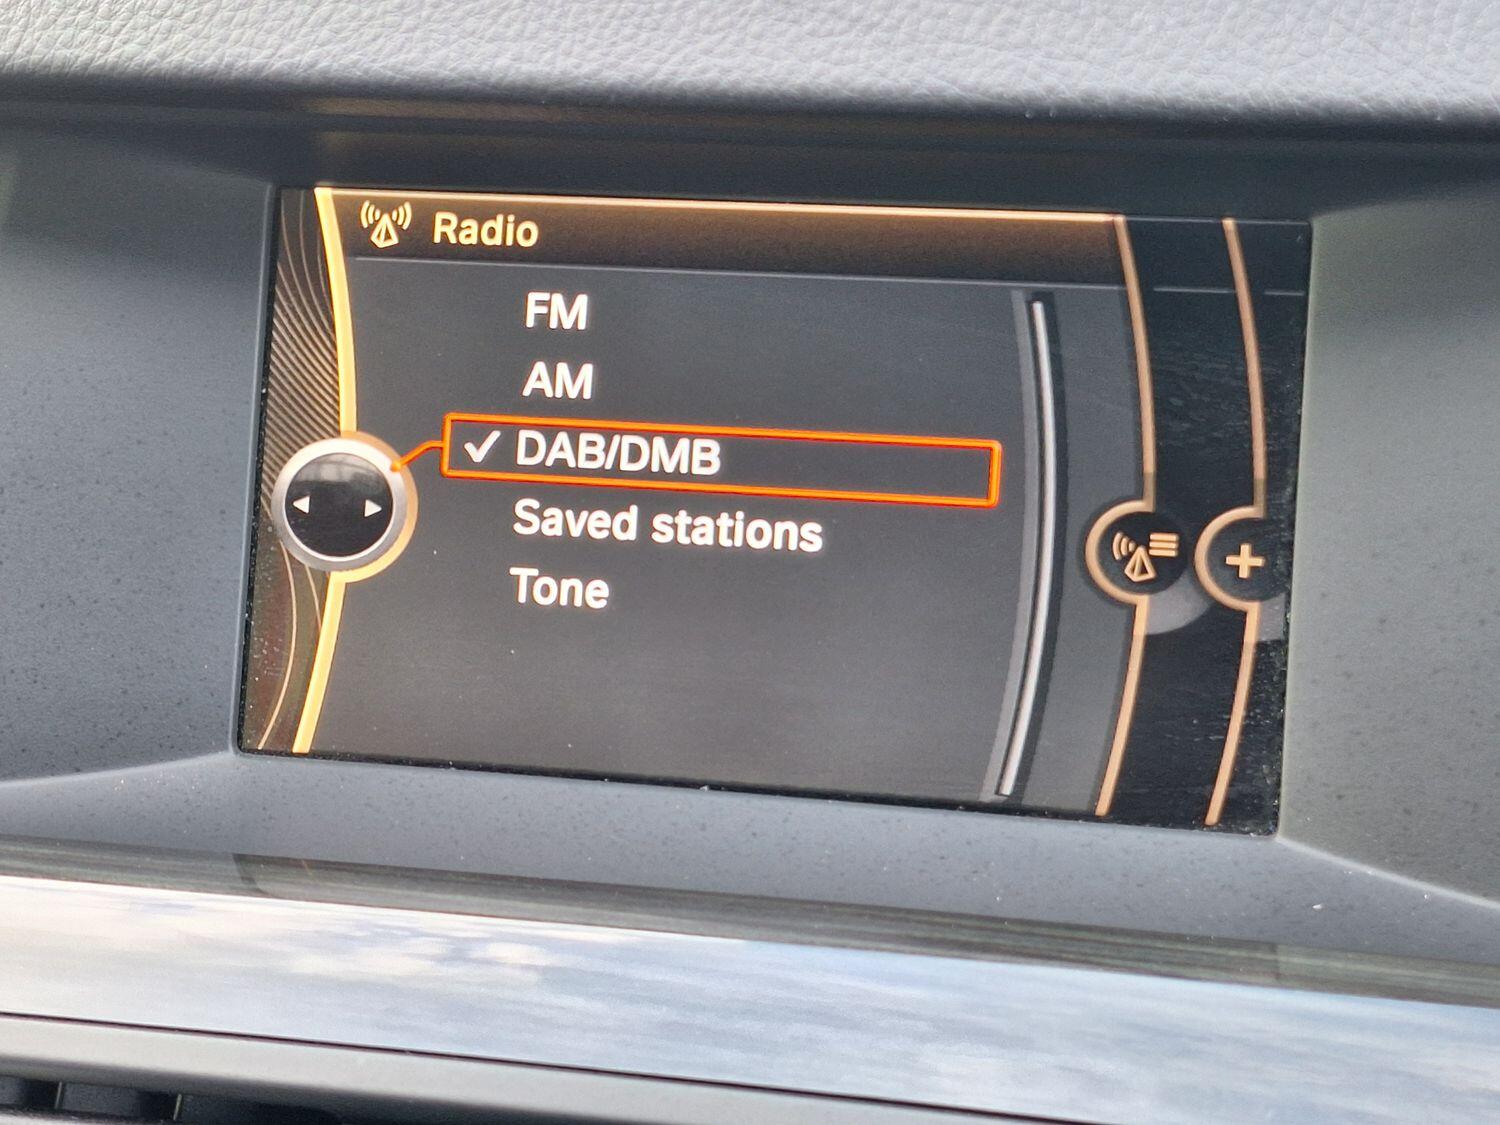 Radio
FM
AM
✓ DAB/DMB
Saved stations
Tone